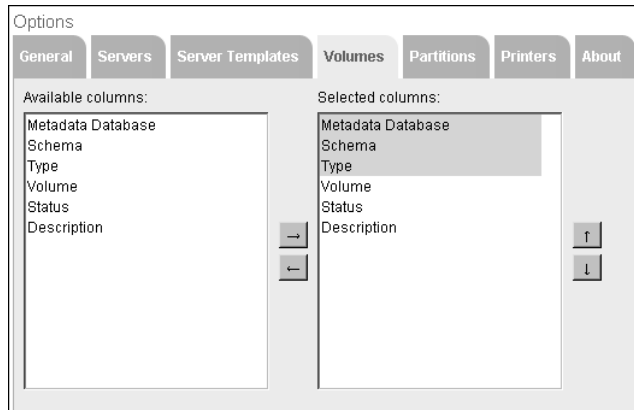 Options
General Servers Server Templates Volumes Partitions Printers About
Available columns: Selected columns:
Metadata Database
Schema
Type
Volume
Status
Description
→
←
Metadata Database
Schema
Type
Volume
Status
Description
↑
↓